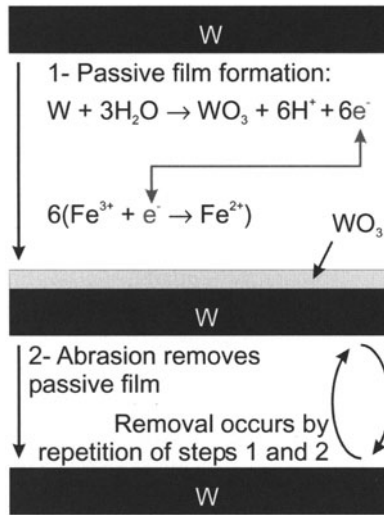 W
1- Passive film formation:
W + 3H₂O → WO₃ + 6H⁺ + 6e⁻
6(Fe³⁺ + e⁻ → Fe²⁺)
WO₃
W
2- Abrasion removes
passive film
Removal occurs by
repetition of steps 1 and 2
W